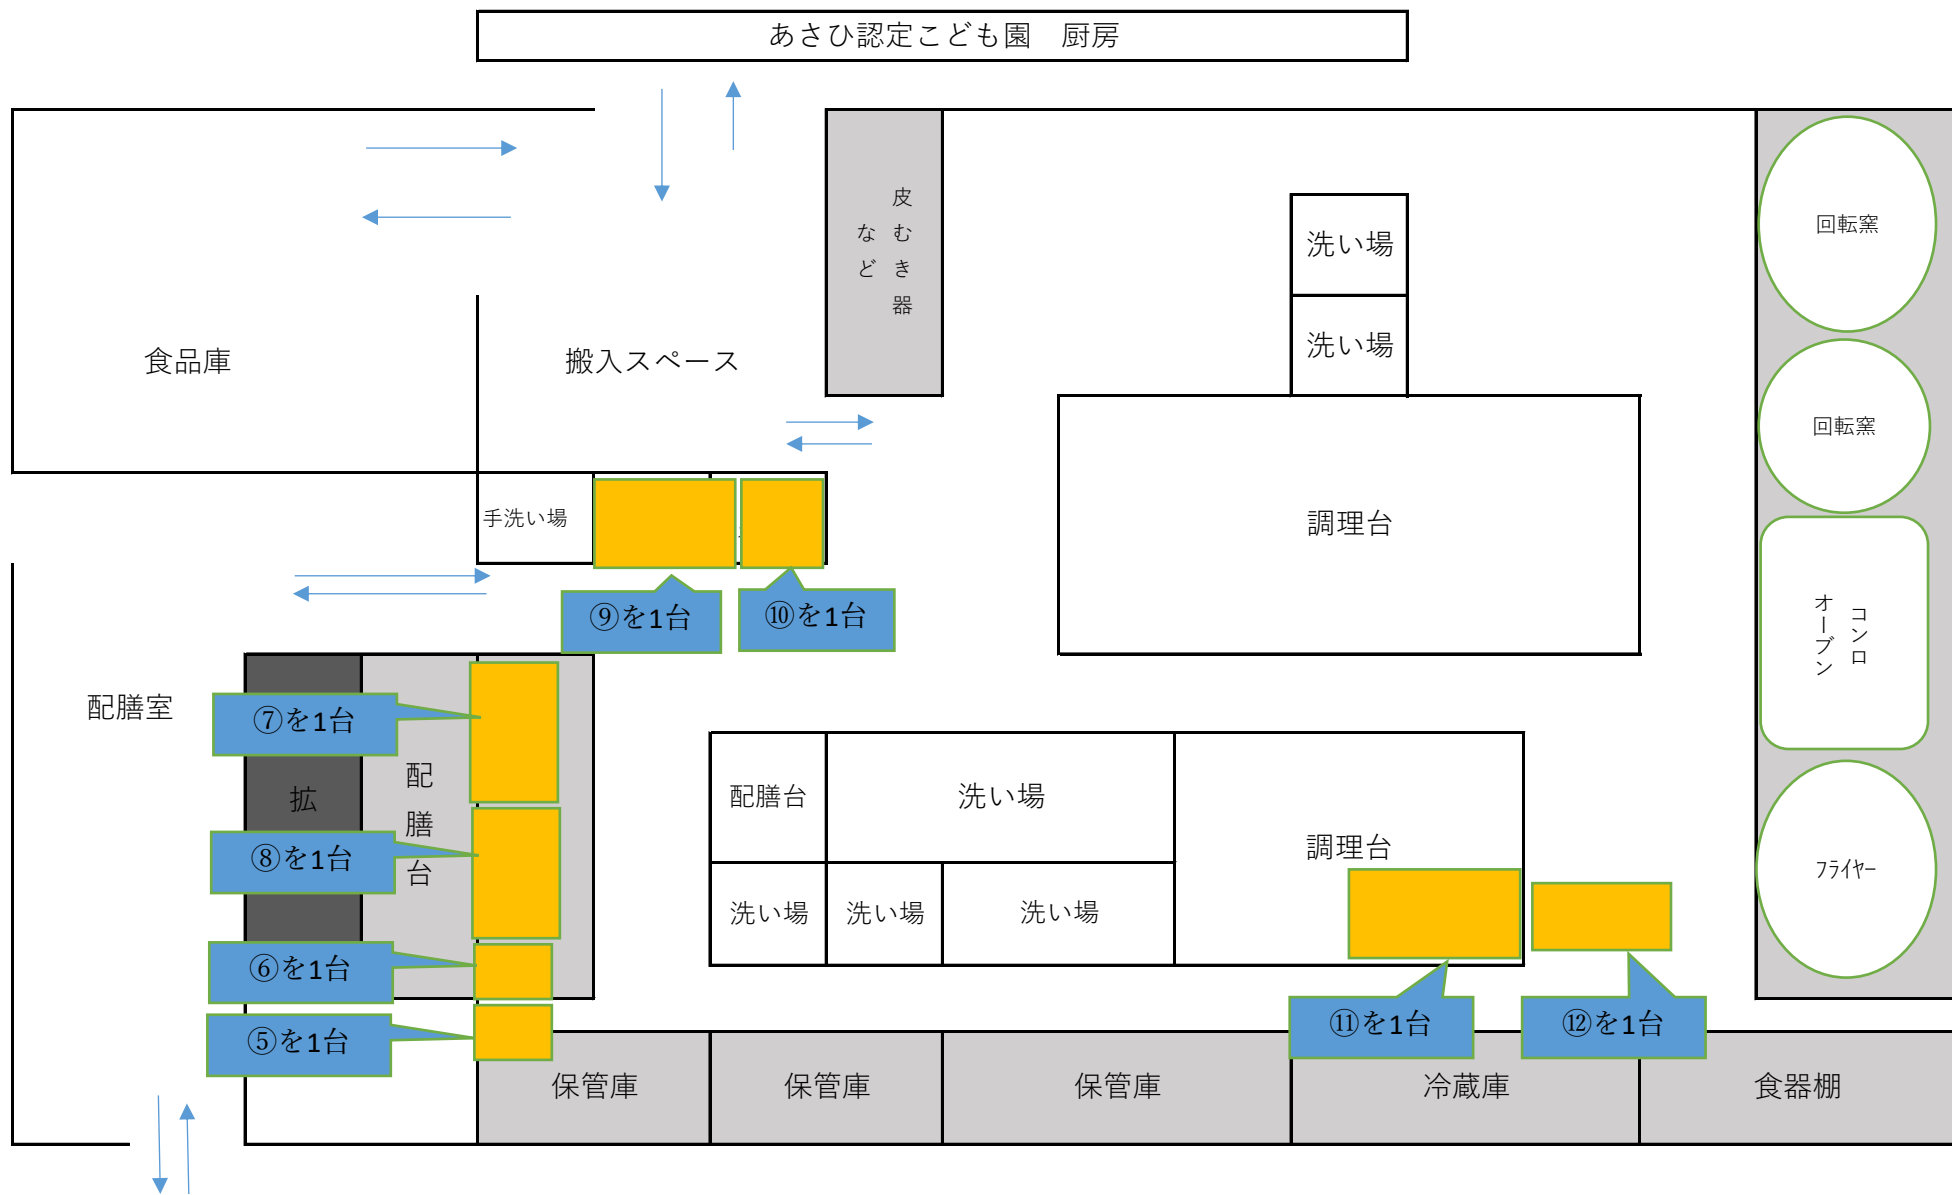 あさひ認定こども園　厨房
皮むき器
など
回転窯
洗い場
洗い場
食品庫
搬入スペース
回転窯
手洗い場
調理台
⑨を1台
⑩を1台
コンロ
オーブン
配膳室
⑦を1台
配膳台
拡
配膳台
洗い場
調理台
⑧を1台
フライヤー
洗い場
洗い場
洗い場
⑥を1台
⑤を1台
⑪を1台
⑫を1台
保管庫
保管庫
保管庫
冷蔵庫
食器棚